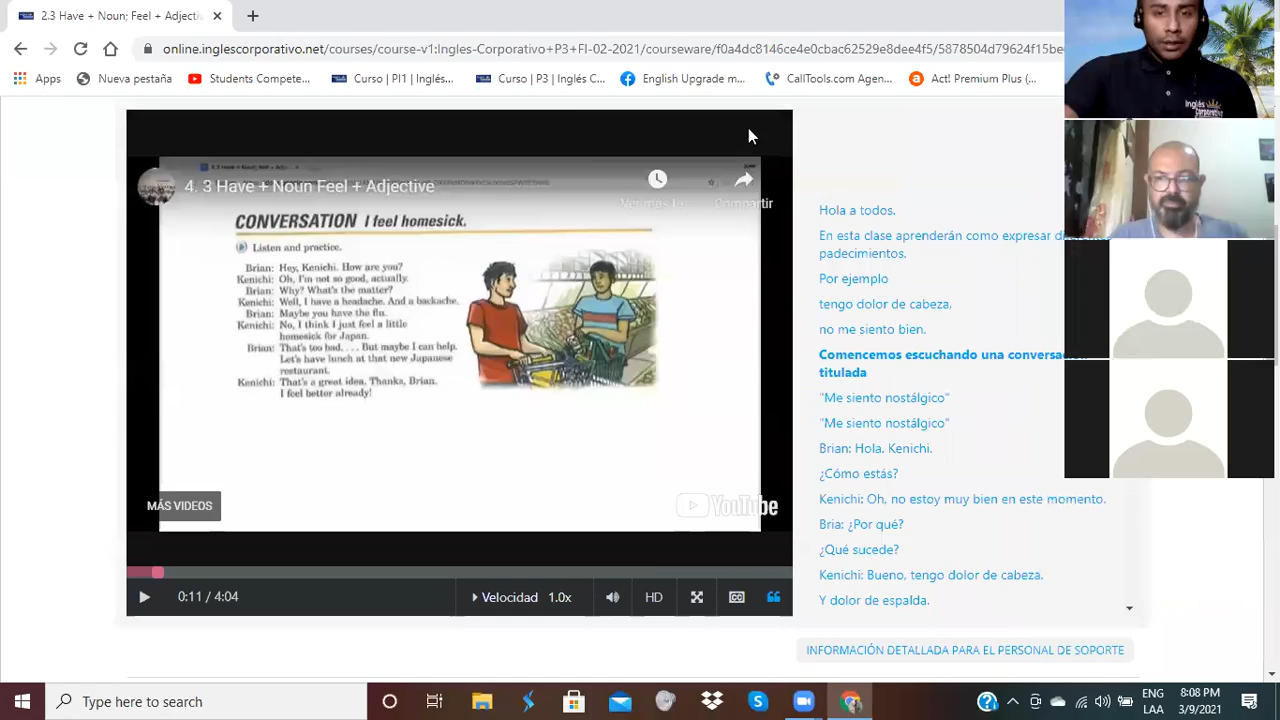 2.3 Have + Noun; Feel + Adjecti
online.inglescorporativo.net/courses/course-v1:Ingles-Corporativo+P3+FI-02-2021/courseware/f0a4dc8146ce4e0cbac62529e8dee4f5/5878504d79624f15be
Apps
Nueva pestaña
Students Compete...
Curso | PI1 | Inglés...
Curso | P3 | Inglés C...
English Upgrade m...
CallTools.com Agen...
Act! Premium Plus (...
Inglés
Corporativo
4. 3 Have + Noun Feel + Adjective
Compartir
CONVERSATION I feel homesick.
Listen and practice.
Brian: Hey, Kenichi. How are you?
Kenichi: Oh, I'm not so good, actually.
Brian: Why? What's the matter?
Kenichi: Well, I have a headache. And a backache.
Brian: Maybe you have the flu.
Kenichi: No, I think I just feel a little
homesick for Japan.
Brian: That's too bad. . . . But maybe I can help.
Let's have lunch at that new Japanese
restaurant.
Kenichi: That's a great idea. Thanks, Brian.
I feel better already!
MÁS VIDEOS
YouTube
0:11 / 4:04
Velocidad 1.0x
HD
Hola a todos.
En esta clase aprenderán como expresar
padecimientos.
Por ejemplo
tengo dolor de cabeza,
no me siento bien.
Comencemos escuchando una conversación
titulada
"Me siento nostálgico"
"Me siento nostálgico"
Brian: Hola. Kenichi.
¿Cómo estás?
Kenichi: Oh, no estoy muy bien en este momento.
Bria: ¿Por qué?
¿Qué sucede?
Kenichi: Bueno, tengo dolor de cabeza.
Y dolor de espalda.
INFORMACIÓN DETALLADA PARA EL PERSONAL DE SOPORTE
Type here to search
ENG
LAA
8:08 PM
3/9/2021